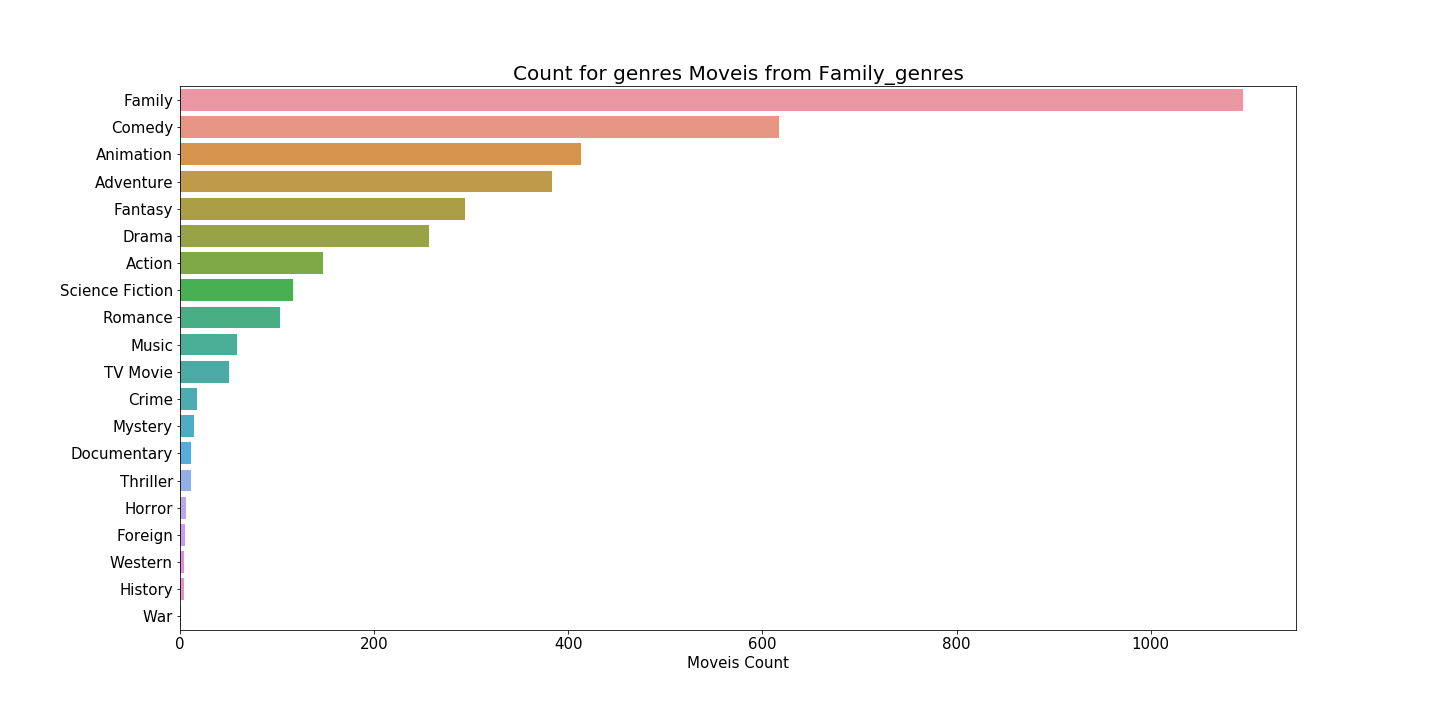 Count for genres Moveis from Family_genres
Family
Comedy
Animation
Adventure
Fantasy
Drama
Action
Science Fiction
Romance
Music
TV Movie
Crime
Mystery
Documentary
Thriller
Horror
Foreign
Western
History
War
0 200 400 600 800 1000
Moveis Count